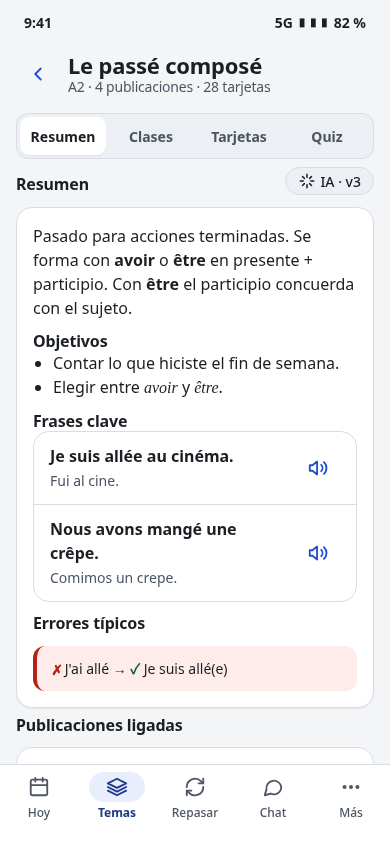 9:41
5G 82 %
Le passé composé
A2 · 4 publicaciones · 28 tarjetas
Resumen Clases Tarjetas Quiz
Resumen
IA · v3
Pasado para acciones terminadas. Se
forma con avoir o être en presente +
participio. Con être el participio concuerda
con el sujeto.
Objetivos
• Contar lo que hiciste el fin de semana.
• Elegir entre avoir y être.
Frases clave
Je suis allée au cinéma.
Fui al cine.
Nous avons mangé une
crêpe.
Comimos un crepe.
Errores típicos
✗ J'ai allé → ✓ Je suis allé(e)
Publicaciones ligadas
Hoy Temas Repasar Chat Más